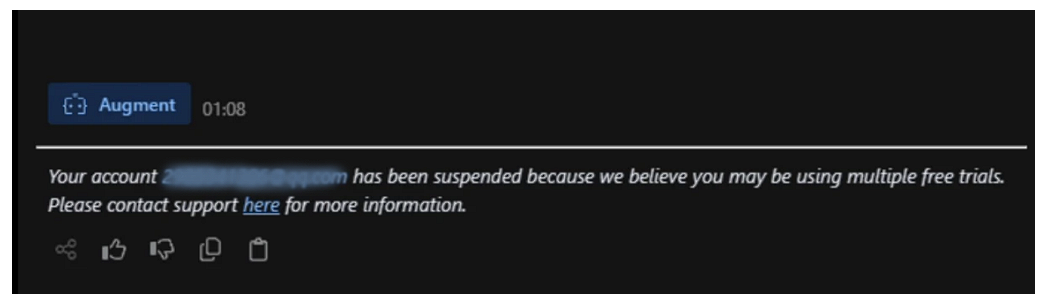 Augment 01:08
Your account has been suspended because we believe you may be using multiple free trials.
Please contact support here for more information.